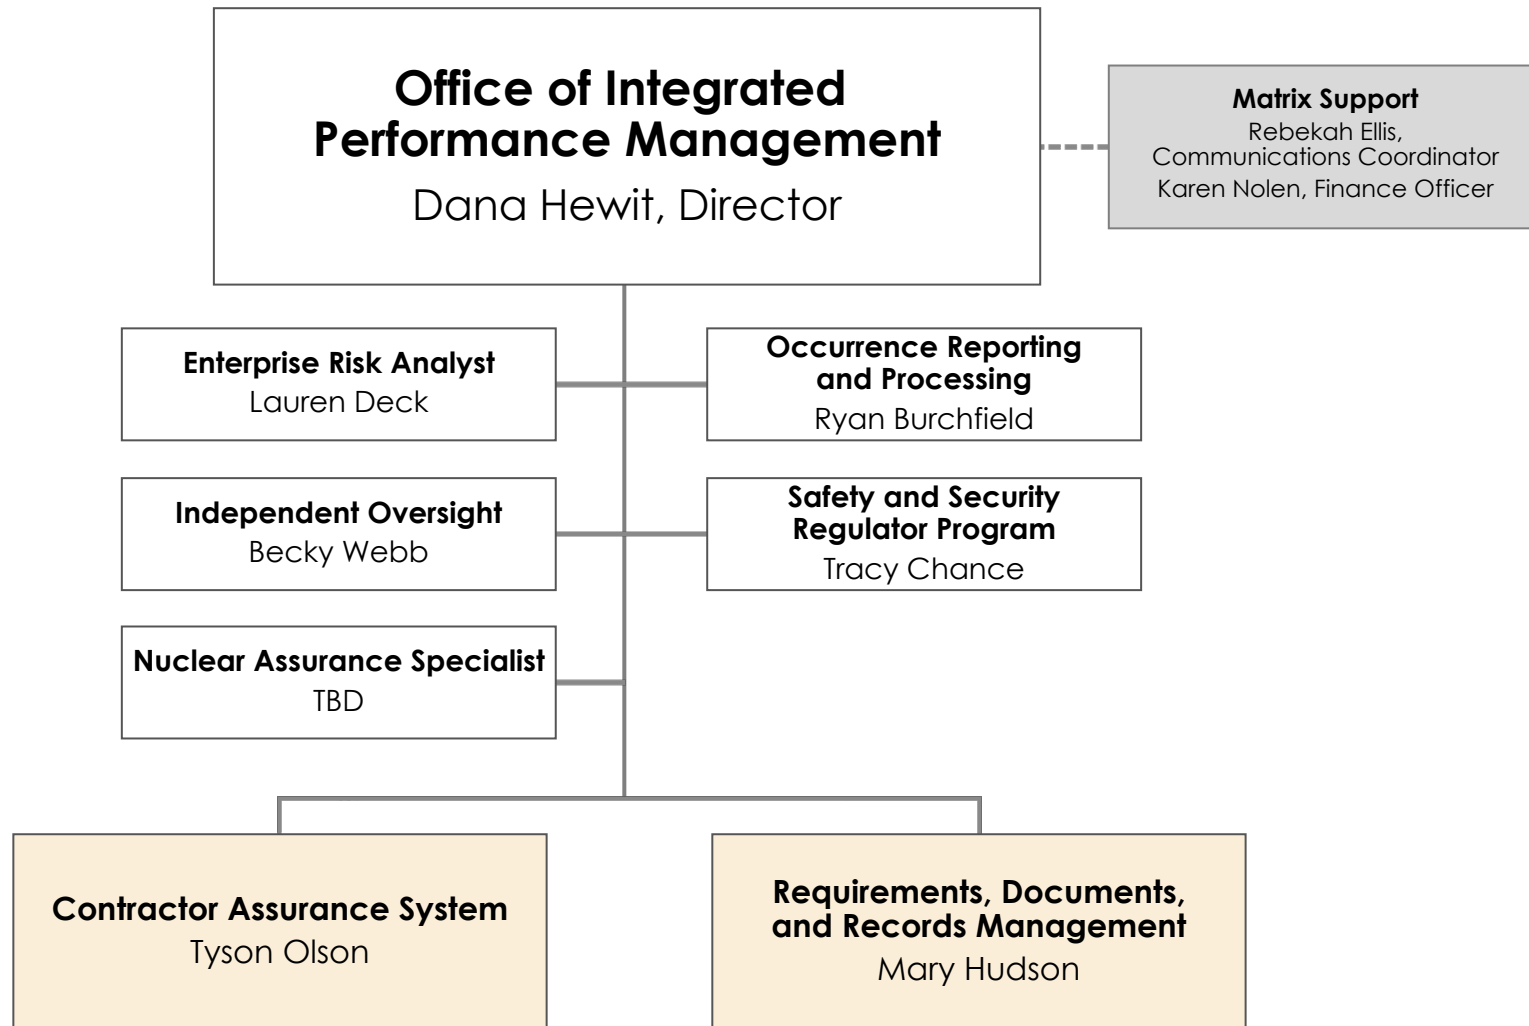 Office of Integrated
Performance Management
Dana Hewit, Director
Matrix Support
Rebekah Ellis,
Communications Coordinator
Karen Nolen, Finance Officer
Enterprise Risk Analyst
Lauren Deck
Occurrence Reporting
and Processing
Ryan Burchfield
Independent Oversight
Becky Webb
Safety and Security
Regulator Program
Tracy Chance
Nuclear Assurance Specialist
TBD
Contractor Assurance System
Tyson Olson
Requirements, Documents,
and Records Management
Mary Hudson